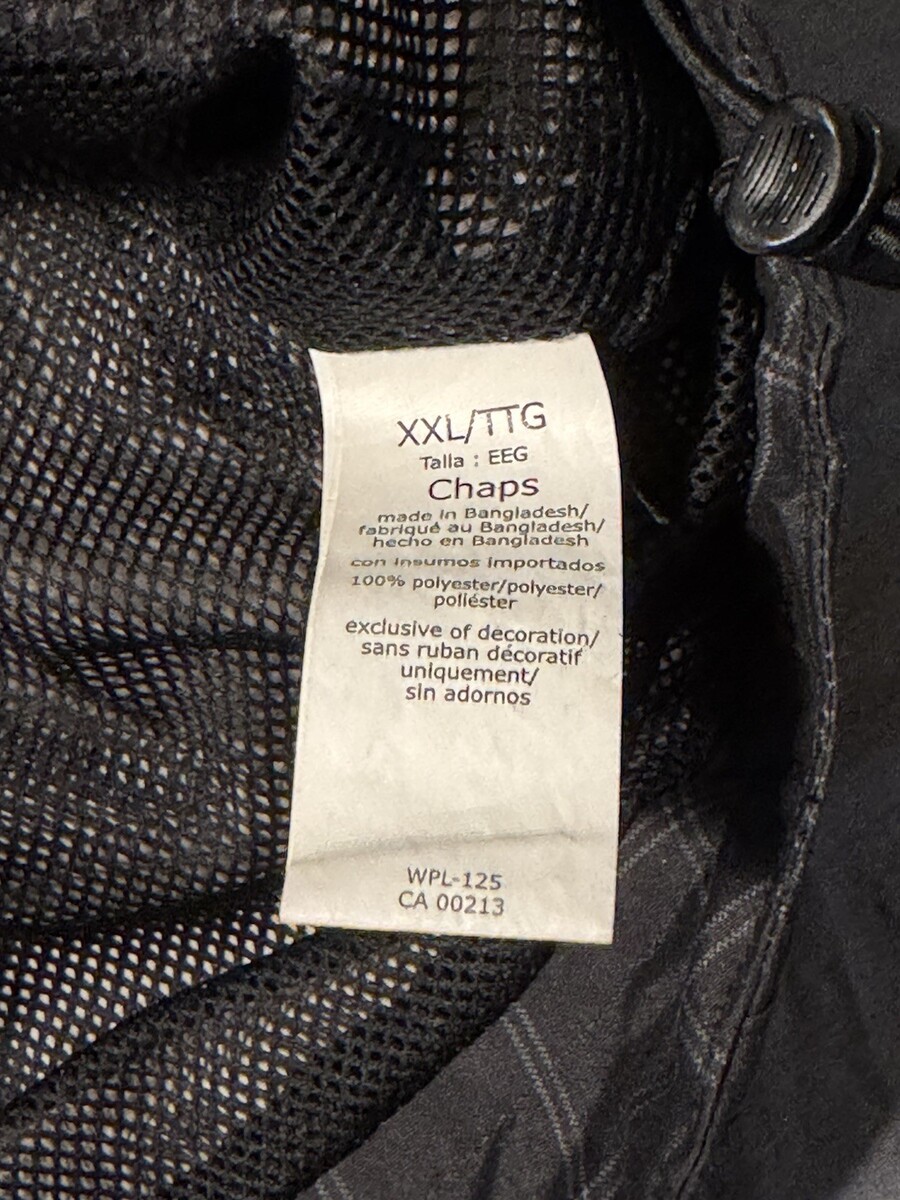 XXL/TTG
Talla : EEG
Chaps
made in Bangladesh/
fabriqué au Bangladesh/
hecho en Bangladesh
con insumos importados
100% polyester/polyester/
poliéster
exclusive of decoration/
sans ruban décoratif
uniquement/
sin adornos
WPL-125
CA 00213